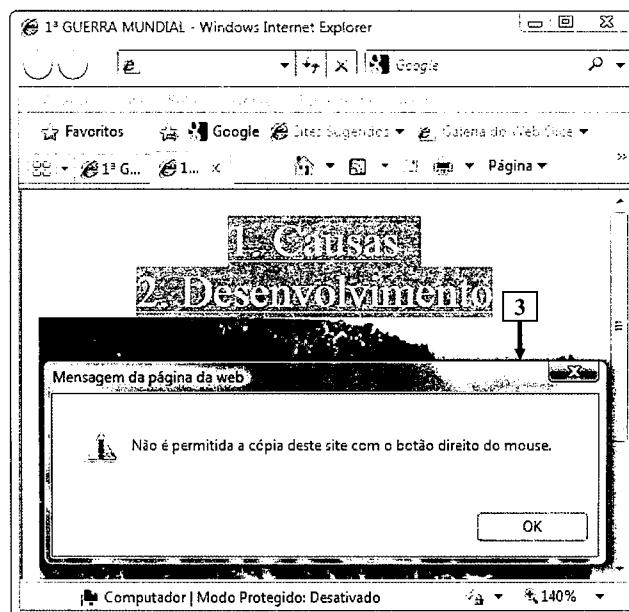 1ª GUERRA MUNDIAL - Windows Internet Explorer
Google
Favoritos Google Sites Sugeridos Galeria do Web Slice
1ª G... 1... Página
1. Causas
2. Desenvolvimento
3
Mensagem da página da web
Não é permitida a cópia deste site com o botão direito do mouse.
OK
Computador | Modo Protegido: Desativado 140%